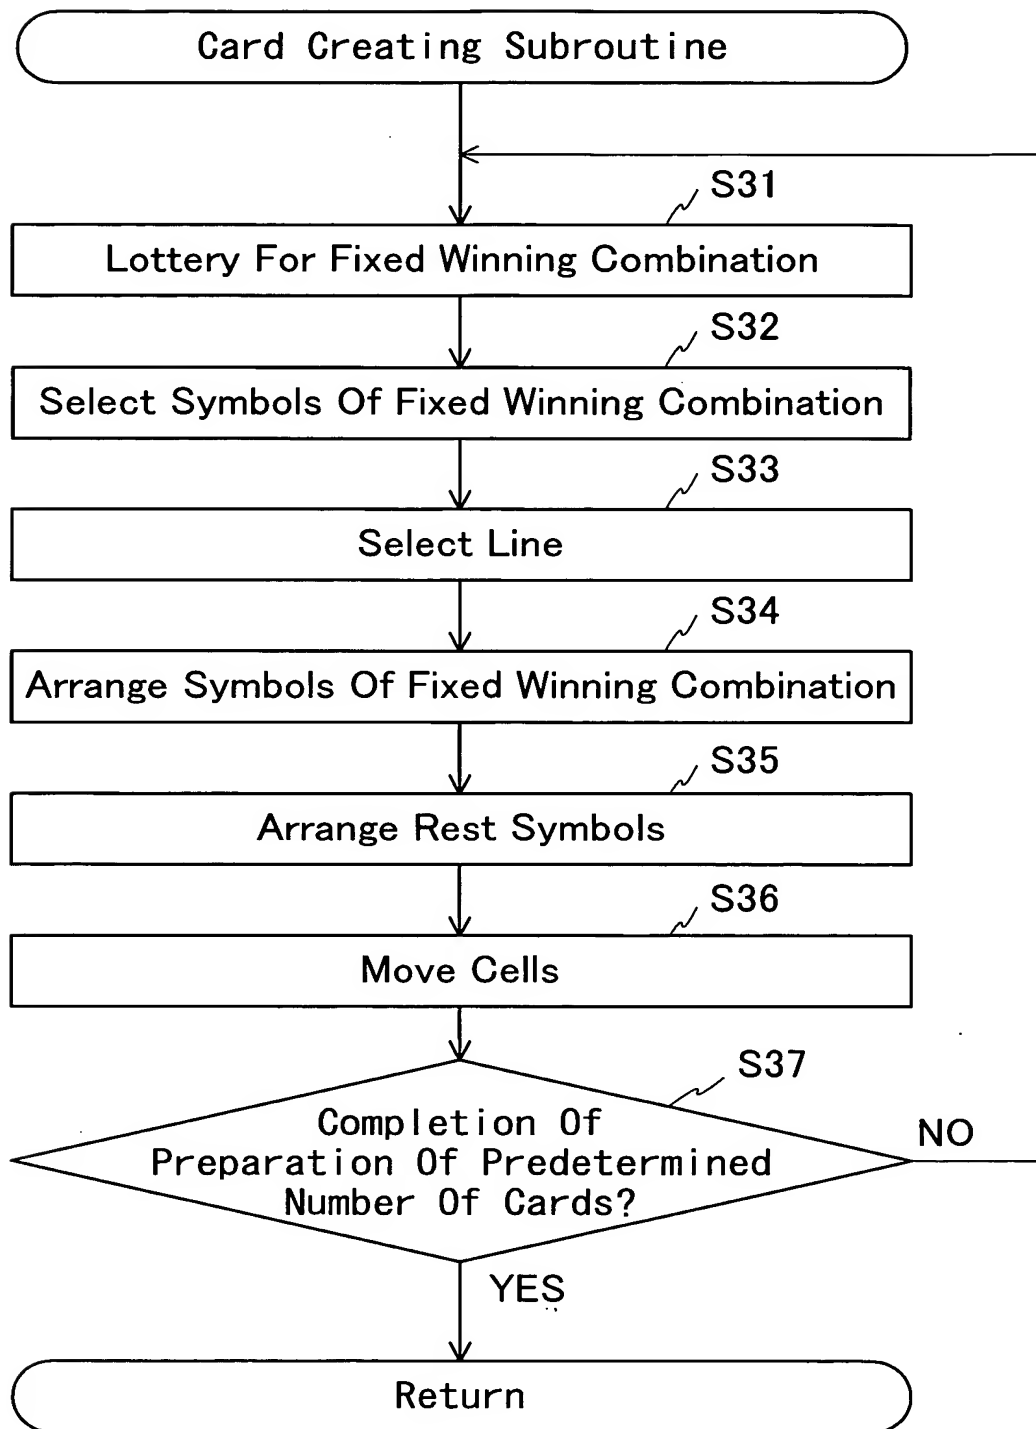 Card Creating Subroutine
S31
Lottery For Fixed Winning Combination
S32
Select Symbols Of Fixed Winning Combination
S33
Select Line
S34
Arrange Symbols Of Fixed Winning Combination
S35
Arrange Rest Symbols
S36
Move Cells
S37
Completion Of
Preparation Of Predetermined
Number Of Cards?
NO
YES
Return